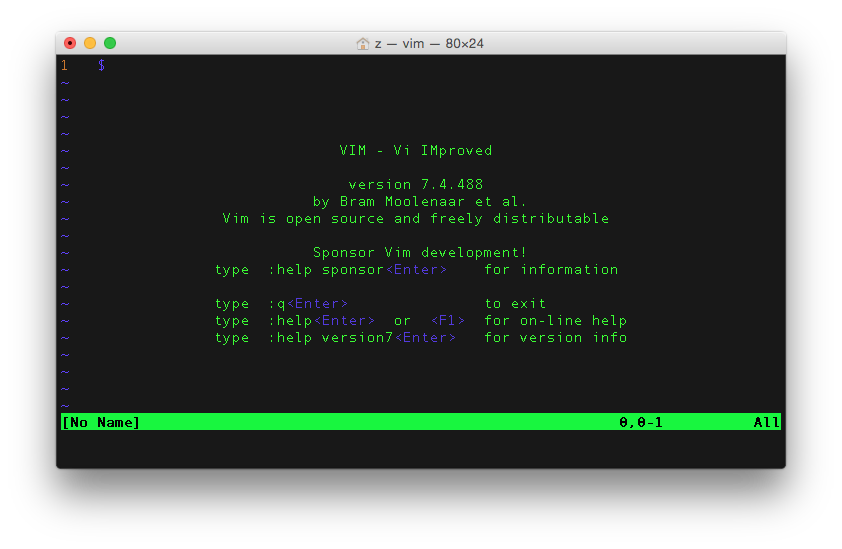 z — vim — 80×24
1 $
~
~
~
~
~ VIM - Vi IMproved
~
~ version 7.4.488
~ by Bram Moolenaar et al.
~ Vim is open source and freely distributable
~
~ Sponsor Vim development!
~ type :help sponsor<Enter> for information
~
~ type :q<Enter> to exit
~ type :help<Enter> or <F1> for on-line help
~ type :help version7<Enter> for version info
~
~
~
~
[No Name] 0,0-1 All